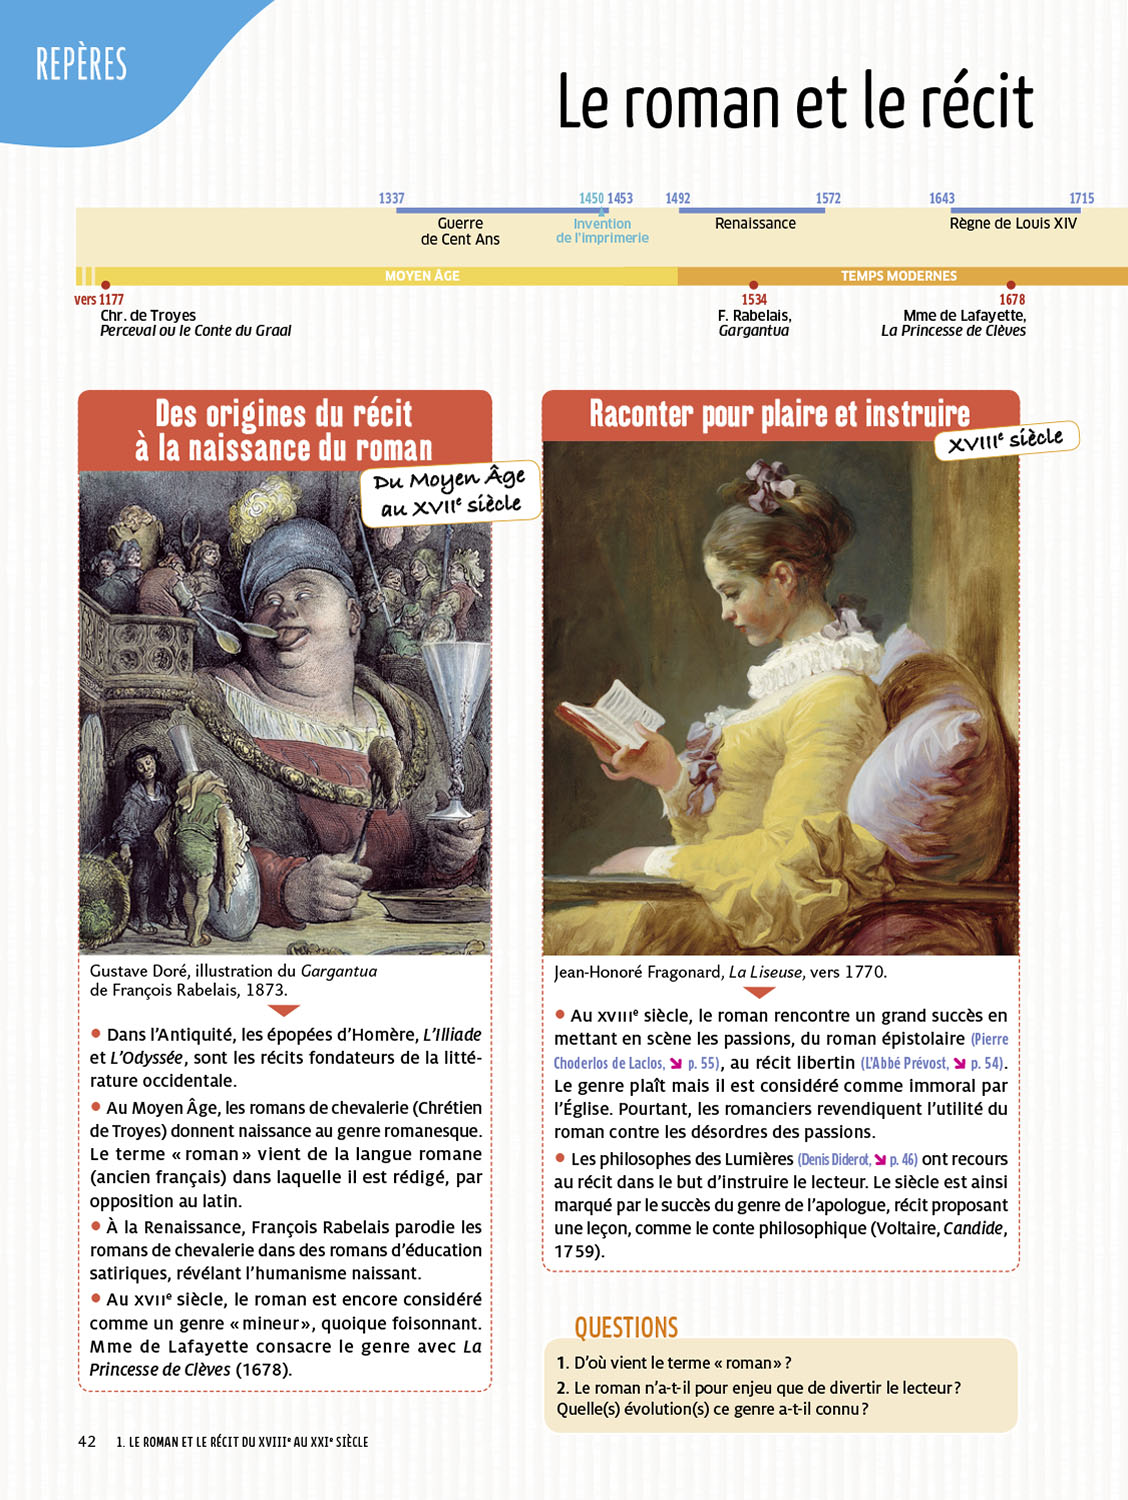 REPÈRES
Le roman et le récit
1337
1450 1453
1492
1572
1643
1715
Guerre
de Cent Ans
Invention
de l'imprimerie
Renaissance
Règne de Louis XIV
MOYEN ÂGE
TEMPS MODERNES
vers 1177
Chr. de Troyes
Perceval ou le Conte du Graal
1534
F. Rabelais,
Gargantua
1678
Mme de Lafayette,
La Princesse de Clèves
Des origines du récit
à la naissance du roman
Du Moyen Âge
au XVIIe siècle
Gustave Doré, illustration du Gargantua
de François Rabelais, 1873.
• Dans l'Antiquité, les épopées d'Homère, L'Illiade
et L'Odyssée, sont les récits fondateurs de la litté-
rature occidentale.
• Au Moyen Âge, les romans de chevalerie (Chrétien
de Troyes) donnent naissance au genre romanesque.
Le terme « roman » vient de la langue romane
(ancien français) dans laquelle il est rédigé, par
opposition au latin.
• À la Renaissance, François Rabelais parodie les
romans de chevalerie dans des romans d'éducation
satiriques, révélant l'humanisme naissant.
• Au XVIIe siècle, le roman est encore considéré
comme un genre « mineur », quoique foisonnant.
Mme de Lafayette consacre le genre avec La
Princesse de Clèves (1678).
Raconter pour plaire et instruire
XVIIIe siècle
Jean-Honoré Fragonard, La Liseuse, vers 1770.
• Au XVIIIe siècle, le roman rencontre un grand succès en
mettant en scène les passions, du roman épistolaire (Pierre
Choderlos de Laclos, ↘ p. 55), au récit libertin (L'Abbé Prévost, ↘ p. 54).
Le genre plaît mais il est considéré comme immoral par
l'Église. Pourtant, les romanciers revendiquent l'utilité du
roman contre les désordres des passions.
• Les philosophes des Lumières (Denis Diderot, ↘ p. 46) ont recours
au récit dans le but d'instruire le lecteur. Le siècle est ainsi
marqué par le succès du genre de l'apologue, récit proposant
une leçon, comme le conte philosophique (Voltaire, Candide,
1759).
QUESTIONS
1. D'où vient le terme « roman » ?
2. Le roman n'a-t-il pour enjeu que de divertir le lecteur ?
Quelle(s) évolution(s) ce genre a-t-il connu ?
42 1. LE ROMAN ET LE RÉCIT DU XVIIIe AU XXIe SIÈCLE